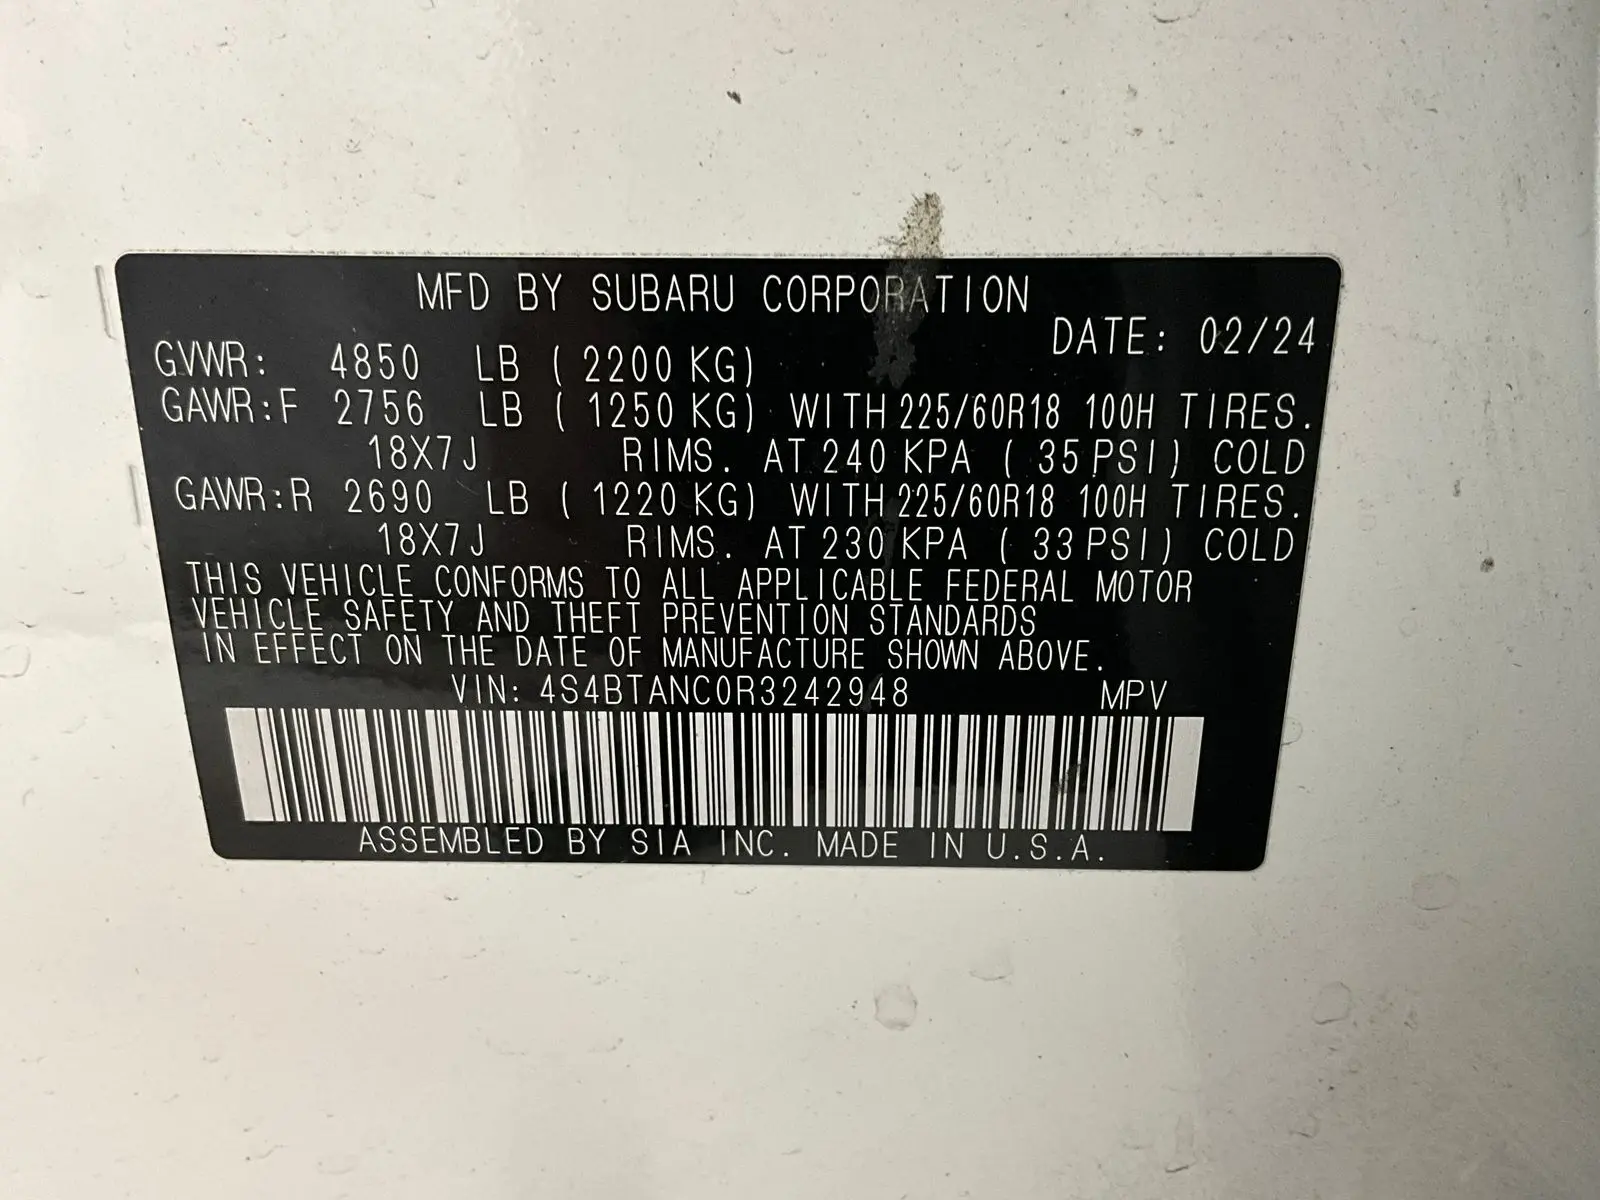 MFD BY SUBARU CORPORATION
DATE: 02/24
GVWR: 4850 LB ( 2200 KG)
GAWR:F 2756 LB ( 1250 KG) WITH 225/60R18 100H TIRES.
18X7J RIMS. AT 240 KPA ( 35 PSI) COLD
GAWR:R 2690 LB ( 1220 KG) WITH 225/60R18 100H TIRES.
18X7J RIMS. AT 230 KPA ( 33 PSI) COLD
THIS VEHICLE CONFORMS TO ALL APPLICABLE FEDERAL MOTOR
VEHICLE SAFETY AND THEFT PREVENTION STANDARDS
IN EFFECT ON THE DATE OF MANUFACTURE SHOWN ABOVE.
VIN: 4S4BTANC0R3242948 MPV
ASSEMBLED BY SIA INC. MADE IN U.S.A.